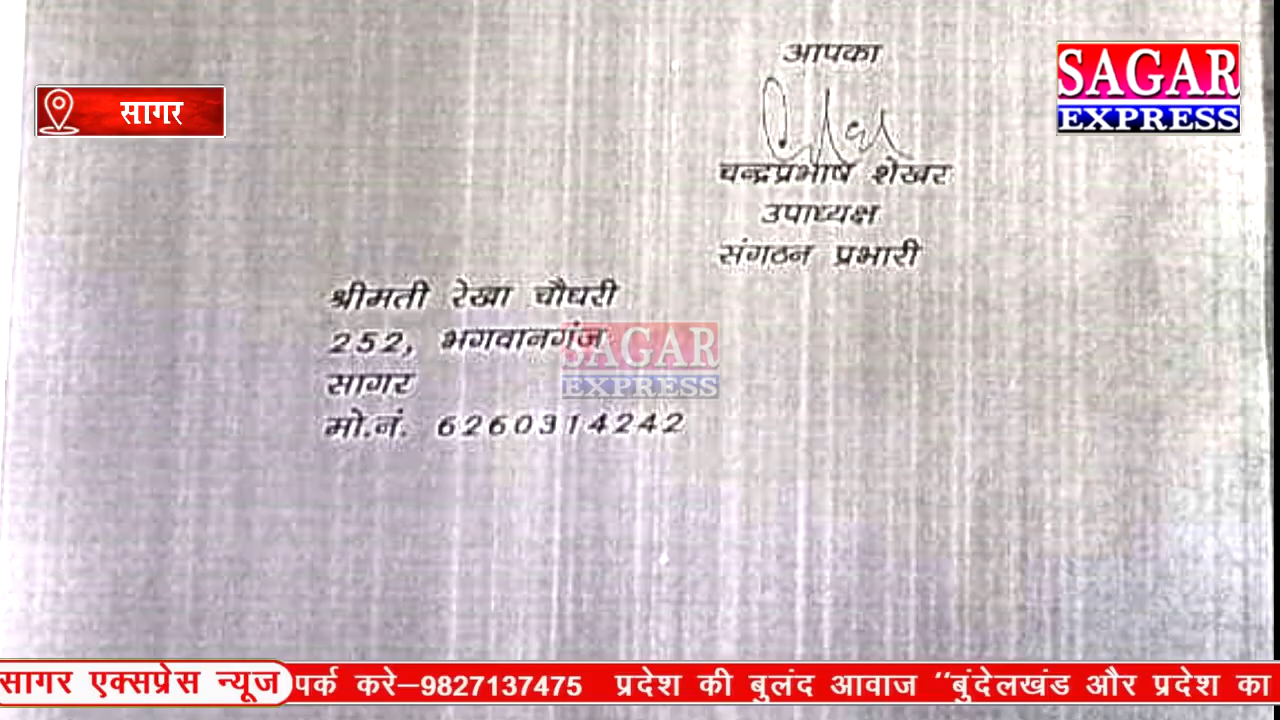 आपका
SAGAR
EXPRESS
सागर
चन्द्रप्रभाष शेखर
उपाध्यक्ष
संगठन प्रभारी
श्रीमती रेखा चौधरी
252, भगवानगंज
सागर
मो.नं. 6260314242
SAGAR
EXPRESS
सागर एक्सप्रेस न्यूज
पर्क करे–9827137475 प्रदेश की बुलंद आवाज "बुंदेलखंड और प्रदेश का